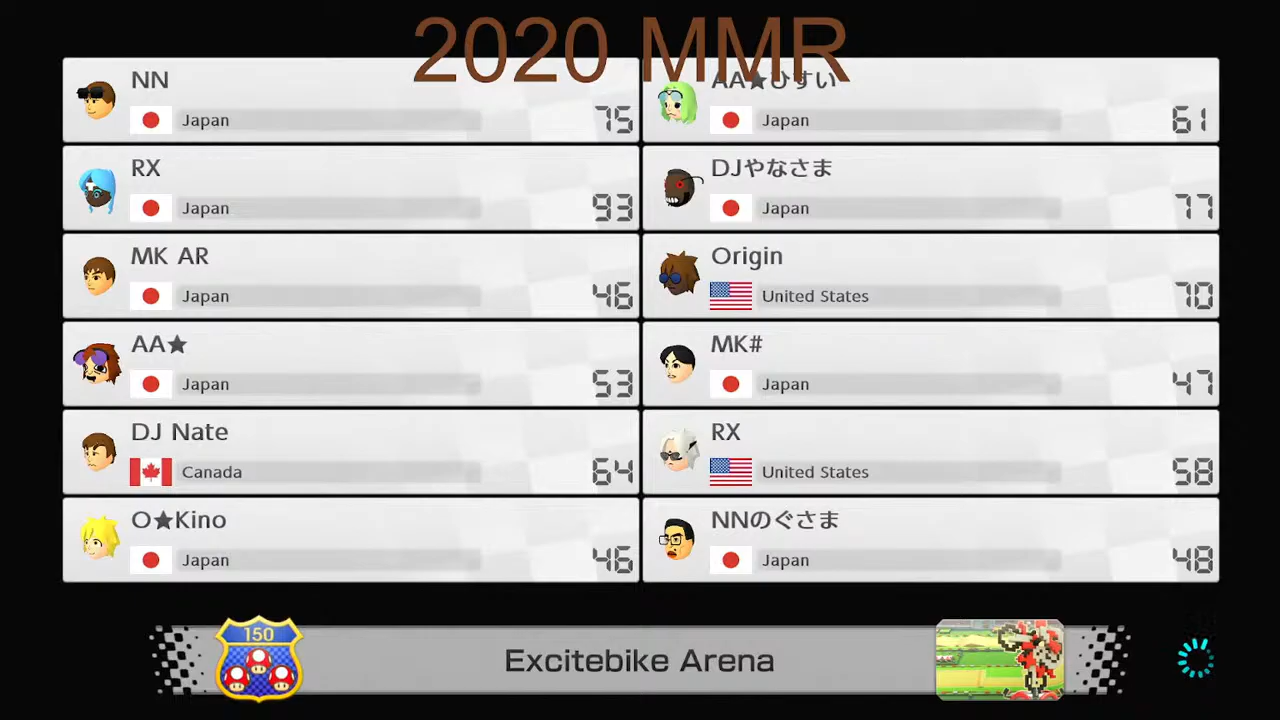 2020 MMR
NN
Japan
75
AA★ひすい
Japan
61
RX
Japan
93
DJやなさま
Japan
77
MK AR
Japan
46
Origin
United States
70
AA★
Japan
53
MK#
Japan
47
DJ Nate
Canada
64
RX
United States
58
O★Kino
Japan
46
NNのぐさま
Japan
48
150
Excitebike Arena